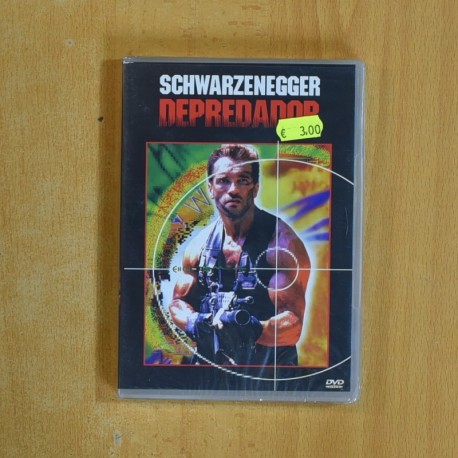 SCHWARZENEGGER
DEPREDADOR
€ 3.00
DVD